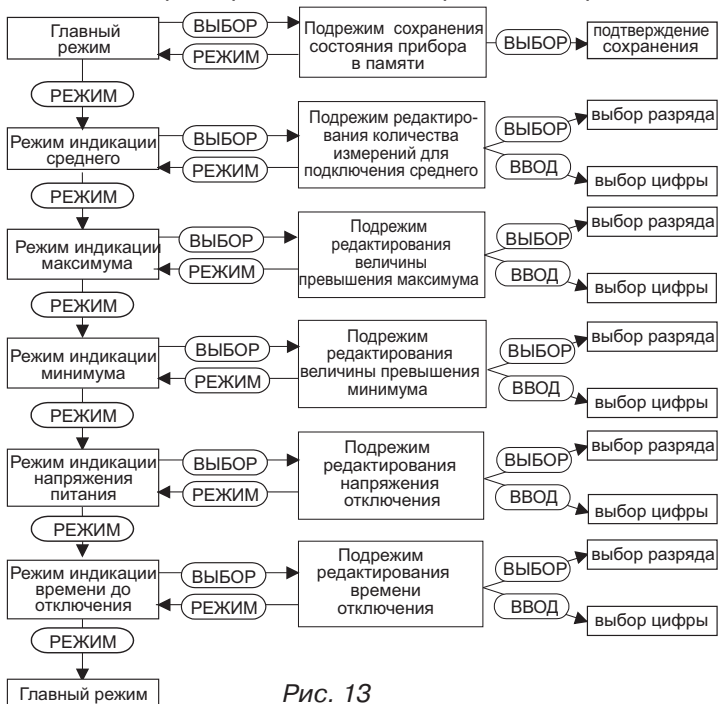 Главный
режим
ВЫБОР
РЕЖИМ
Подрежим сохранения
состояния прибора
в памяти
ВЫБОР
подтверждение
сохранения
РЕЖИМ
Режим индикации
среднего
ВЫБОР
РЕЖИМ
Подрежим редактиро-
вания количества
измерений для
подключения среднего
ВЫБОР
ВВОД
выбор разряда
выбор цифры
РЕЖИМ
Режим индикации
максимума
ВЫБОР
РЕЖИМ
Подрежим
редактирования
величины
превышения максимума
ВЫБОР
ВВОД
выбор разряда
выбор цифры
РЕЖИМ
Режим индикации
минимума
ВЫБОР
РЕЖИМ
Подрежим
редактирования
величины превышения
минимума
ВЫБОР
ВВОД
выбор разряда
выбор цифры
РЕЖИМ
Режим индикации
напряжения
питания
ВЫБОР
РЕЖИМ
Подрежим
редактирования
напряжения
отключения
ВЫБОР
ВВОД
выбор разряда
выбор цифры
РЕЖИМ
Режим индикации
времени до
отключения
ВЫБОР
РЕЖИМ
Подрежим
редактирования
времени
отключения
ВЫБОР
ВВОД
выбор разряда
выбор цифры
РЕЖИМ
Главный режим
Рис. 13